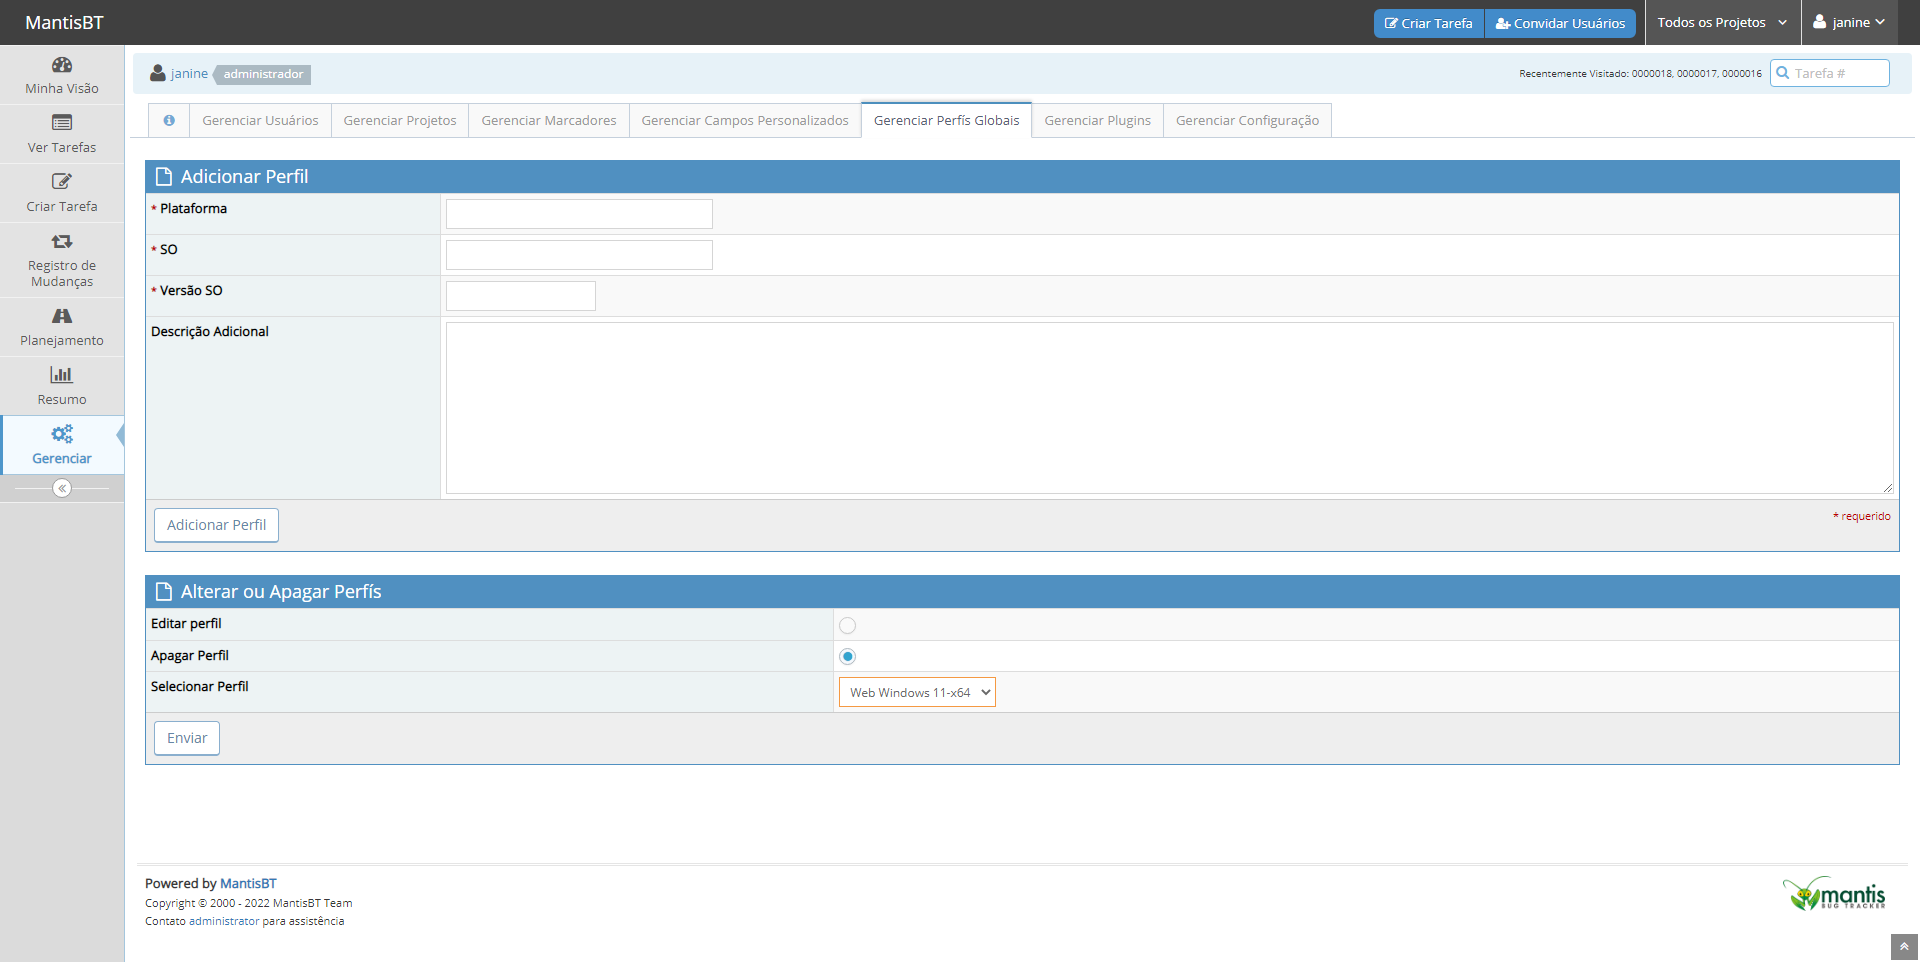 MantisBT
Criar Tarefa
Convidar Usuários
Todos os Projetos
janine
Minha Visão
Ver Tarefas
Criar Tarefa
Registro de
Mudanças
Planejamento
Resumo
Gerenciar
janine administrador
Recentemente Visitado: 0000018, 0000017, 0000016
Tarefa #
Gerenciar Usuários
Gerenciar Projetos
Gerenciar Marcadores
Gerenciar Campos Personalizados
Gerenciar Perfís Globais
Gerenciar Plugins
Gerenciar Configuração
Adicionar Perfil
* Plataforma
* SO
* Versão SO
Descrição Adicional
Adicionar Perfil
* requerido
Alterar ou Apagar Perfís
Editar perfil
Apagar Perfil
Selecionar Perfil
Web Windows 11-x64
Enviar
Powered by MantisBT
Copyright © 2000 - 2022 MantisBT Team
Contato administrator para assistência
mantis
BUG TRACKER